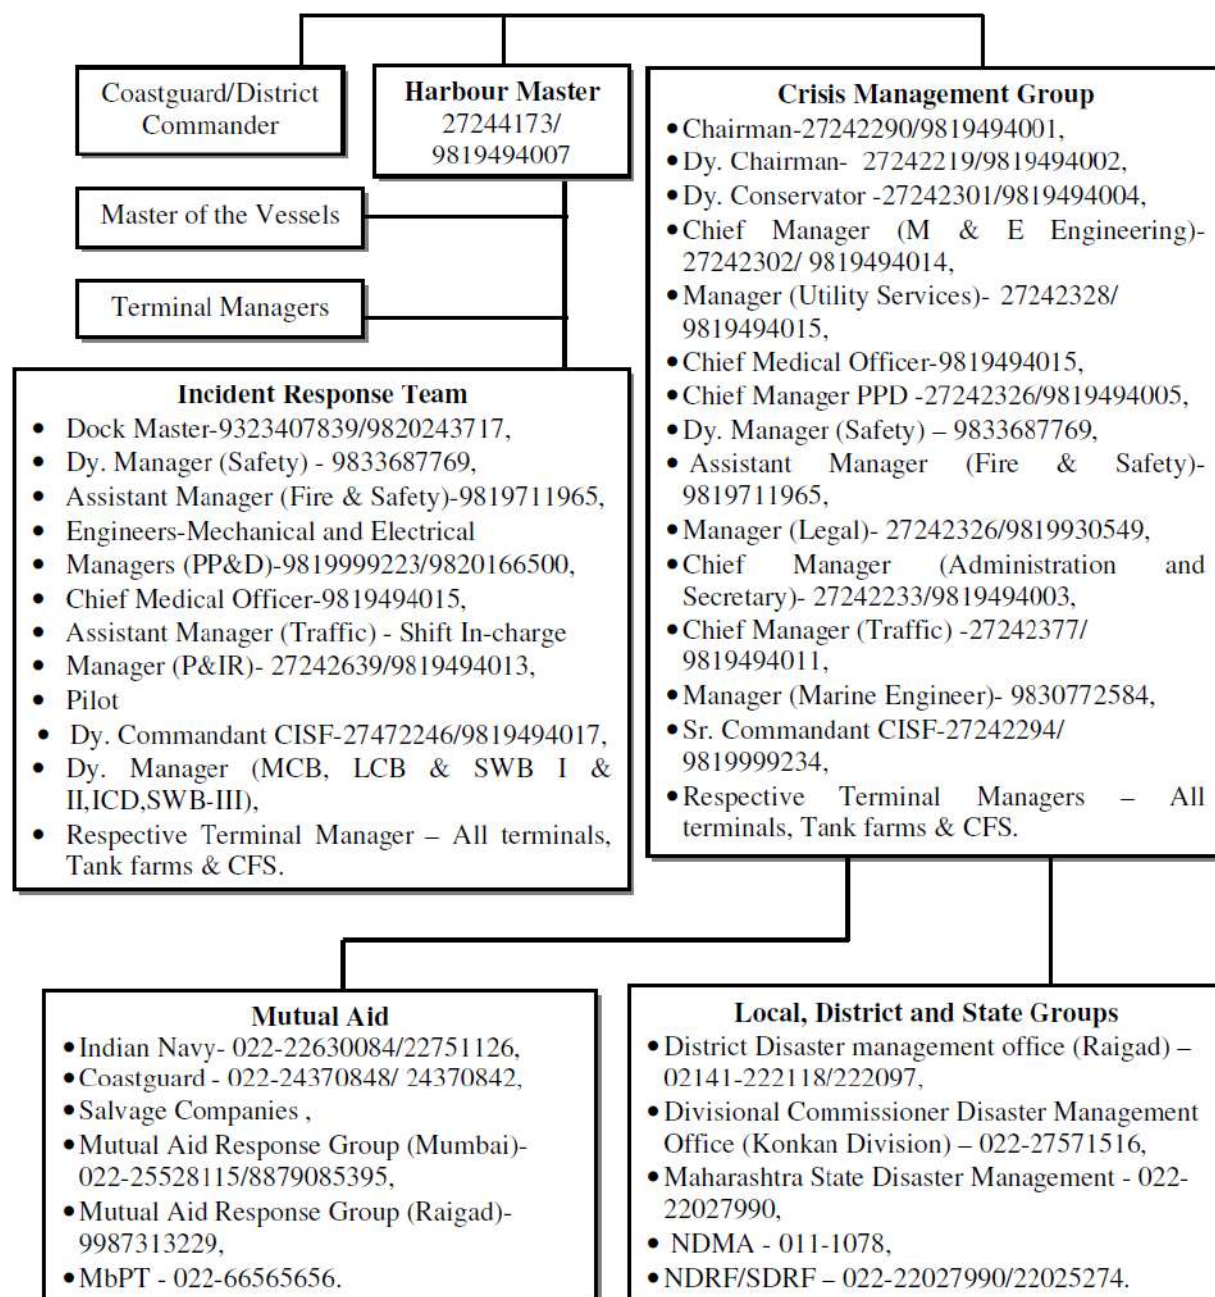 Coastguard/District
Commander
Harbour Master
27244173/
9819494007
Master of the Vessels
Terminal Managers
Crisis Management Group
•Chairman-27242290/9819494001,
•Dy. Chairman-  27242219/9819494002,
•Dy. Conservator -27242301/9819494004,
•Chief Manager (M & E Engineering)-
27242302/ 9819494014,
•Manager (Utility Services)- 27242328/
9819494015,
•Chief Medical Officer-9819494015,
•Chief Manager PPD -27242326/9819494005,
•Dy. Manager (Safety) – 9833687769,
• Assistant Manager (Fire & Safety)-
9819711965,
•Manager (Legal)- 27242326/9819930549,
•Chief Manager (Administration and
Secretary)- 27242233/9819494003,
•Chief Manager (Traffic) -27242377/
9819494011,
•Manager (Marine Engineer)- 9830772584,
•Sr. Commandant CISF-27242294/
9819999234,
•Respective Terminal Managers – All
terminals, Tank farms & CFS.
Incident Response Team
• Dock Master-9323407839/9820243717,
• Dy. Manager (Safety) - 9833687769,
• Assistant Manager (Fire & Safety)-9819711965,
• Engineers-Mechanical and Electrical
• Managers (PP&D)-9819999223/9820166500,
• Chief Medical Officer-9819494015,
• Assistant Manager (Traffic) - Shift In-charge
• Manager (P&IR)- 27242639/9819494013,
• Pilot
• Dy. Commandant CISF-27472246/9819494017,
• Dy. Manager (MCB, LCB & SWB I &
II,ICD,SWB-III),
• Respective Terminal Manager – All terminals,
Tank farms & CFS.
Mutual Aid
•Indian Navy- 022-22630084/22751126,
•Coastguard - 022-24370848/ 24370842,
•Salvage Companies ,
•Mutual Aid Response Group (Mumbai)-
022-25528115/8879085395,
•Mutual Aid Response Group (Raigad)-
9987313229,
•MbPT - 022-66565656.
Local, District and State Groups
•District Disaster management office (Raigad) –
02141-222118/222097,
•Divisional Commissioner Disaster Management
Office (Konkan Division) – 022-27571516,
•Maharashtra State Disaster Management - 022-
22027990,
• NDMA - 011-1078,
•NDRF/SDRF – 022-22027990/22025274.